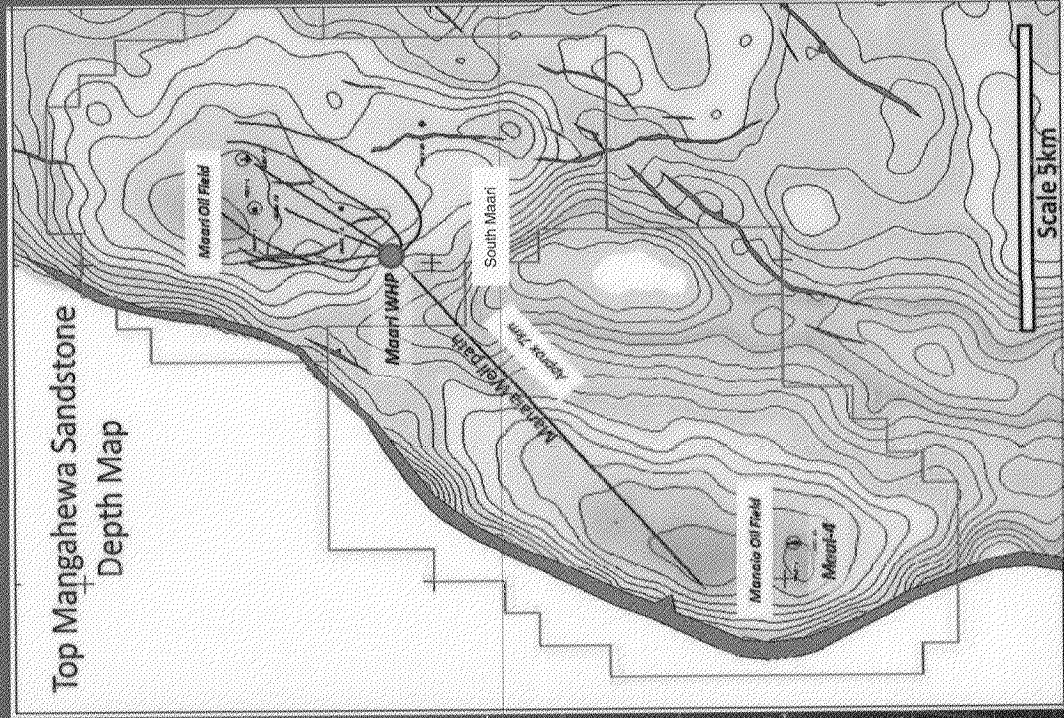 Top Mangahewa Sandstone
Depth Map
Maari Oil Field
Maari WHP
South Maari
Manaia Well path
Approx 7km
Manaia Oil Field
Maui-4
Scale 5km